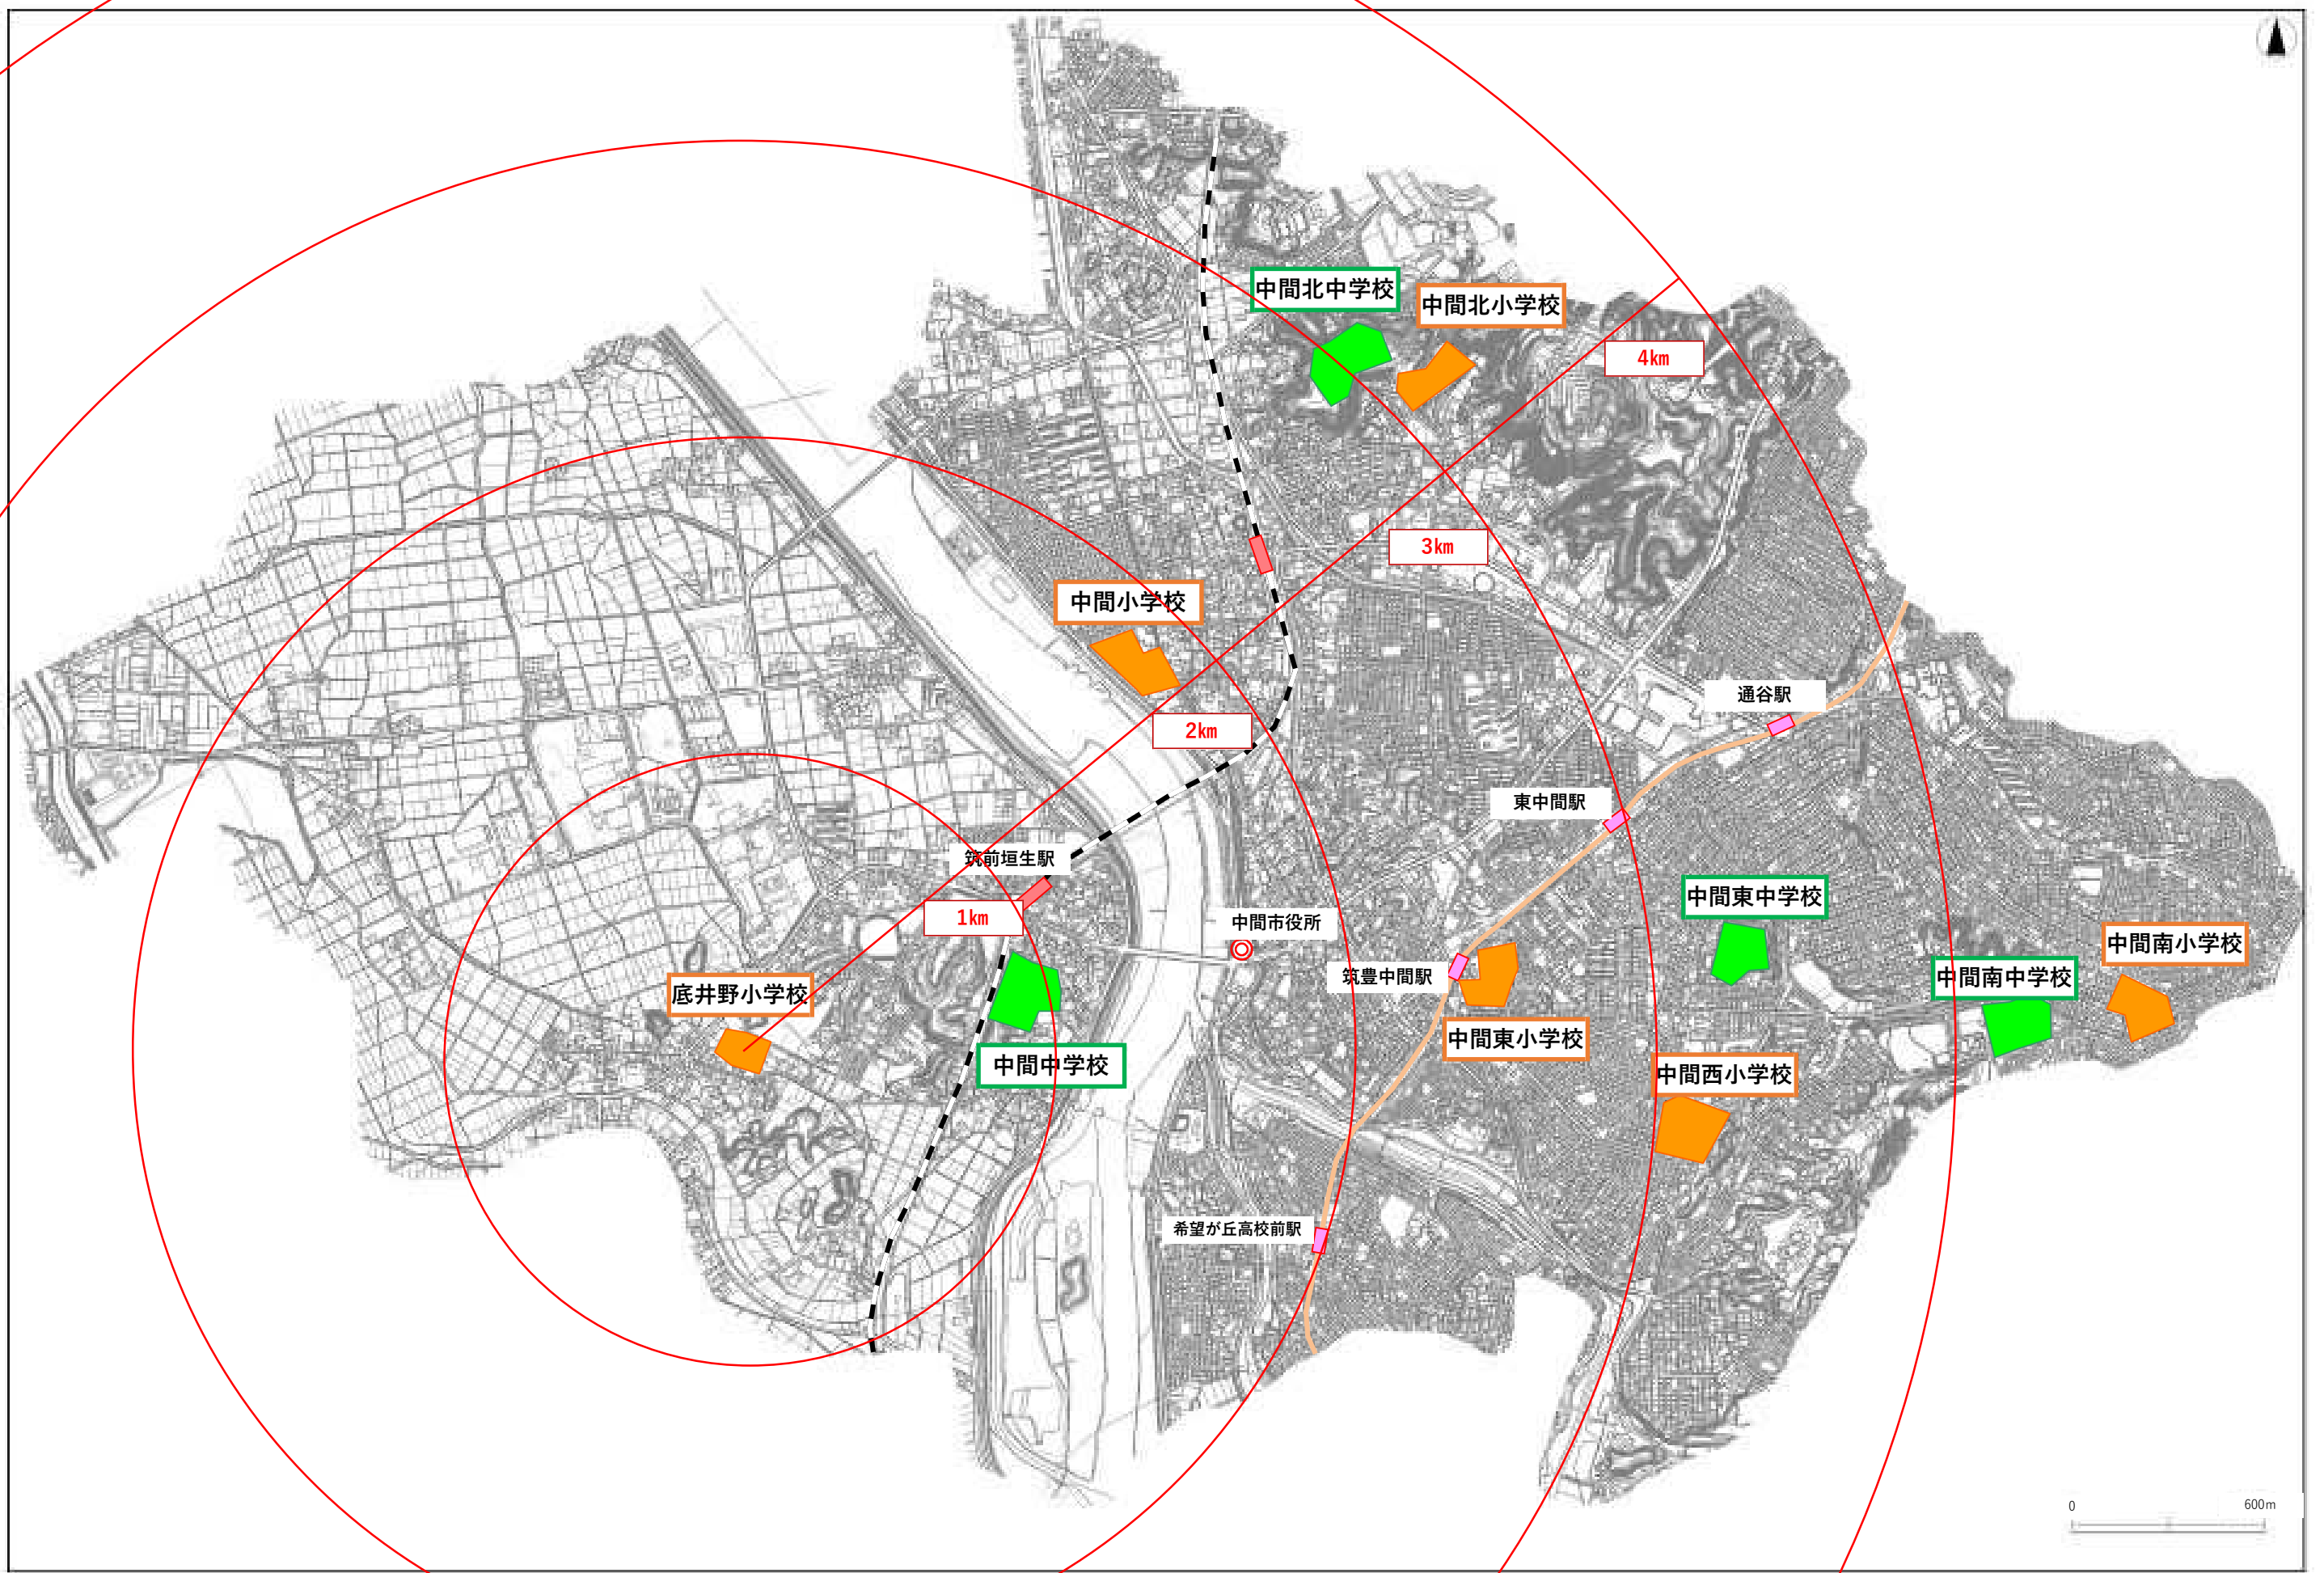 中間北中学校
中間北小学校
4km
3km
中間小学校
通谷駅
2km
東中間駅
筑前垣生駅
中間東中学校
1km
中間市役所
中間南小学校
筑豊中間駅
中間南中学校
底井野小学校
中間東小学校
中間中学校
中間西小学校
希望が丘高校前駅
0 600m